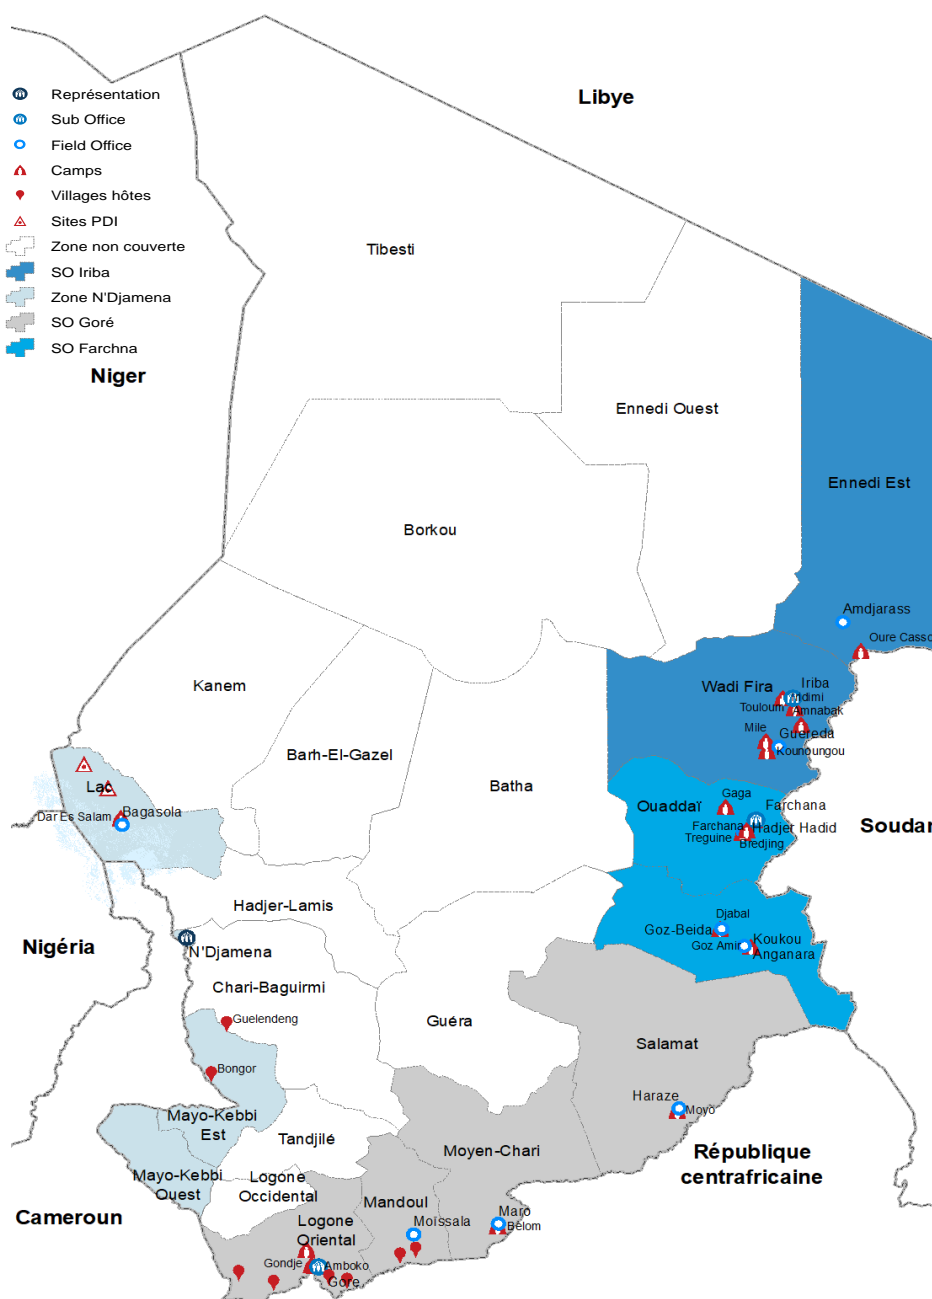 Libye
Représentation
Sub Office
Field Office
Camps
Villages hôtes
Sites PDI
Zone non couverte
SO Iriba
Zone N'Djamena
SO Goré
SO Farchna
Niger
Tibesti
Ennedi Ouest
Ennedi Est
Borkou
Amdjarass
Oure Casso
Kanem
Wadi Fira
Iriba
Iridimi
Touloum
Amnabak
Mile
Guereda
Kounoungou
Barh-El-Gazel
Batha
Lac
Dar Es Salam
Bagasola
Ouaddaï
Gaga
Farchana
Farchana
Hadjer Hadid
Treguine
Bredjing
Soudan
Hadjer-Lamis
Djabal
Goz-Beida
Goz Amir
Koukou
Anganara
Nigéria
N'Djamena
Chari-Baguirmi
Guelendeng
Guéra
Salamat
Bongor
Haraze
Moyo
Mayo-Kebbi
Est
Tandjilé
Moyen-Chari
République
centrafricaine
Mayo-Kebbi
Ouest
Logone
Occidental
Mandoul
Cameroun
Logone
Oriental
Moissala
Maro
Belom
Gondje
Amboko
Gore